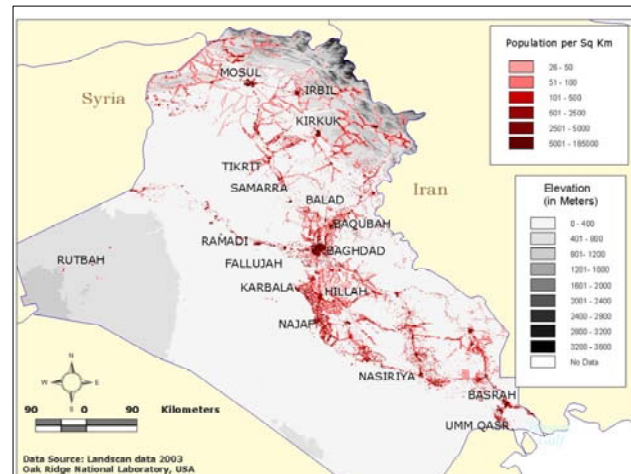 Population per Sq Km
26 - 50
51 - 100
101 - 500
501 - 2500
2501 - 5000
5001 - 165000
Syria
Iran
MOSUL
IRBIL
KIRKUK
TIKRIT
SAMARRA
BALAD
BAQUBAH
RAMADI
BAGHDAD
FALLUJAH
RUTBAH
KARBALA
HILLAH
NAJAF
NASIRIYA
BASRAH
UMM QASR
Gulf
Elevation
(in Meters)
0 - 400
401 - 800
801- 1200
1201- 1600
1601 - 2000
2001 - 2400
2400 - 2800
2800 - 3200
3200 - 3600
No Data
N
W
E
S
90 0 90 Kilometers
Data Source: Landscan data 2003
Oak Ridge National Laboratory, USA